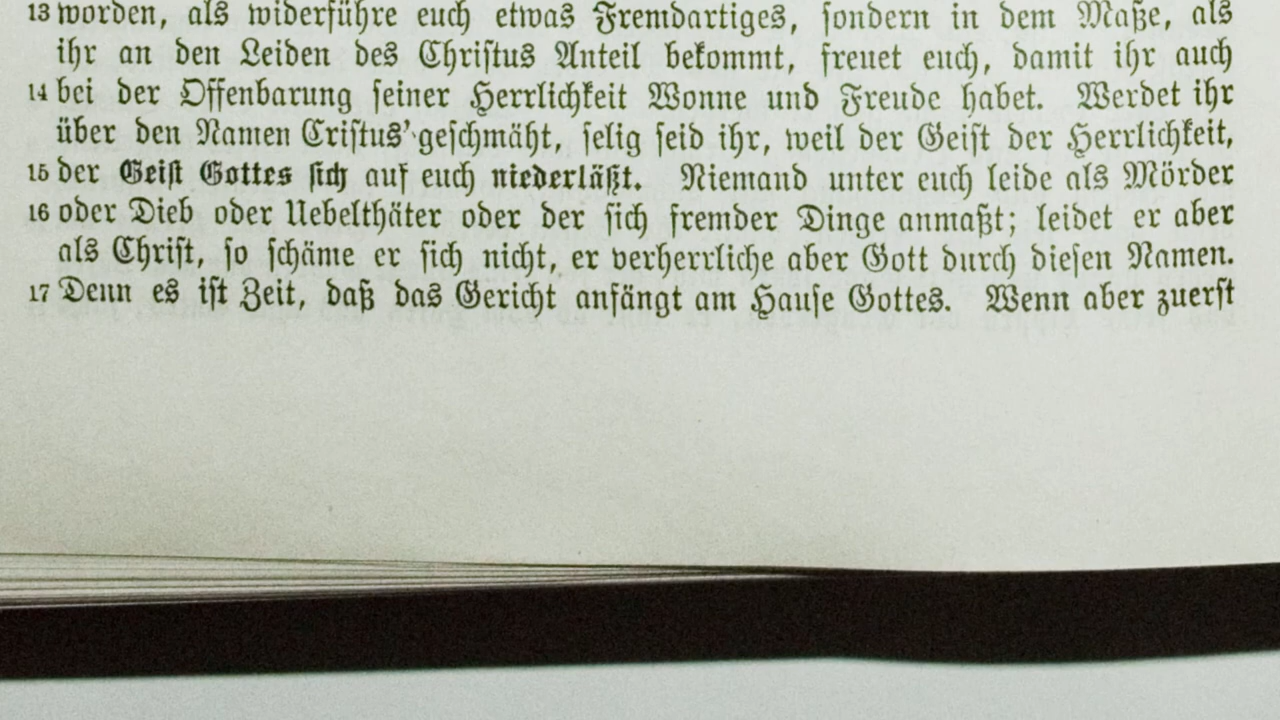 13 worden, als widerführe euch etwas Fremdartiges, sondern in dem Maße, als
ihr an den Leiden des Christus Anteil bekommt, freuet euch, damit ihr auch
14 bei der Offenbarung seiner Herrlichkeit Wonne und Freude habet. Werdet ihr
über den Namen Cristus' geschmäht, selig seid ihr, weil der Geist der Herrlichkeit,
15 der Geist Gottes sich auf euch niederläßt. Niemand unter euch leide als Mörder
16 oder Dieb oder Uebelthäter oder der sich fremder Dinge anmaßt; leidet er aber
als Christ, so schäme er sich nicht, er verherrliche aber Gott durch diesen Namen.
17 Denn es ist Zeit, daß das Gericht anfängt am Hause Gottes. Wenn aber zuerst